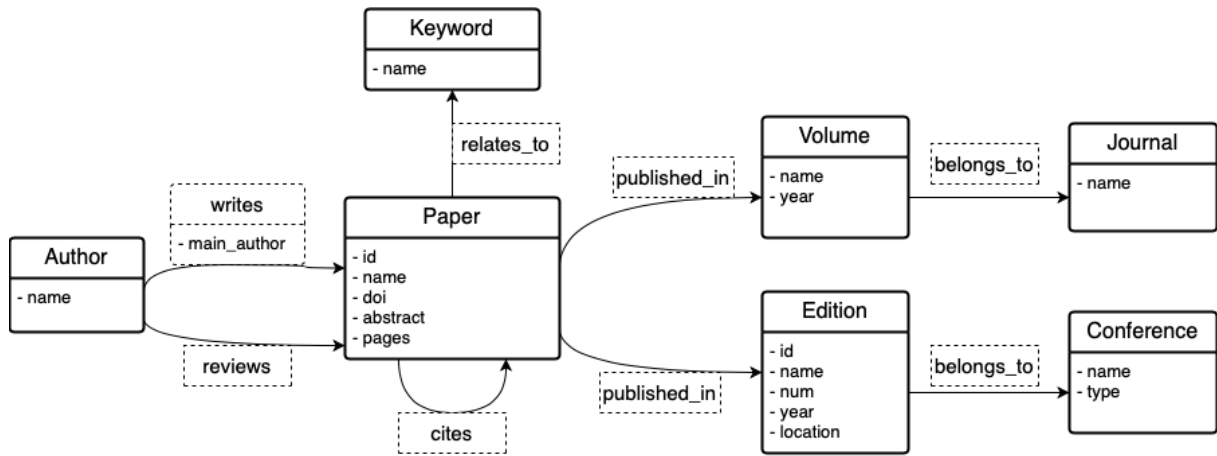 Keyword
- name
relates_to
writes
- main_author
Author
- name
reviews
Paper
- id
- name
- doi
- abstract
- pages
cites
published_in
Volume
- name
- year
belongs_to
Journal
- name
published_in
Edition
- id
- name
- num
- year
- location
belongs_to
Conference
- name
- type